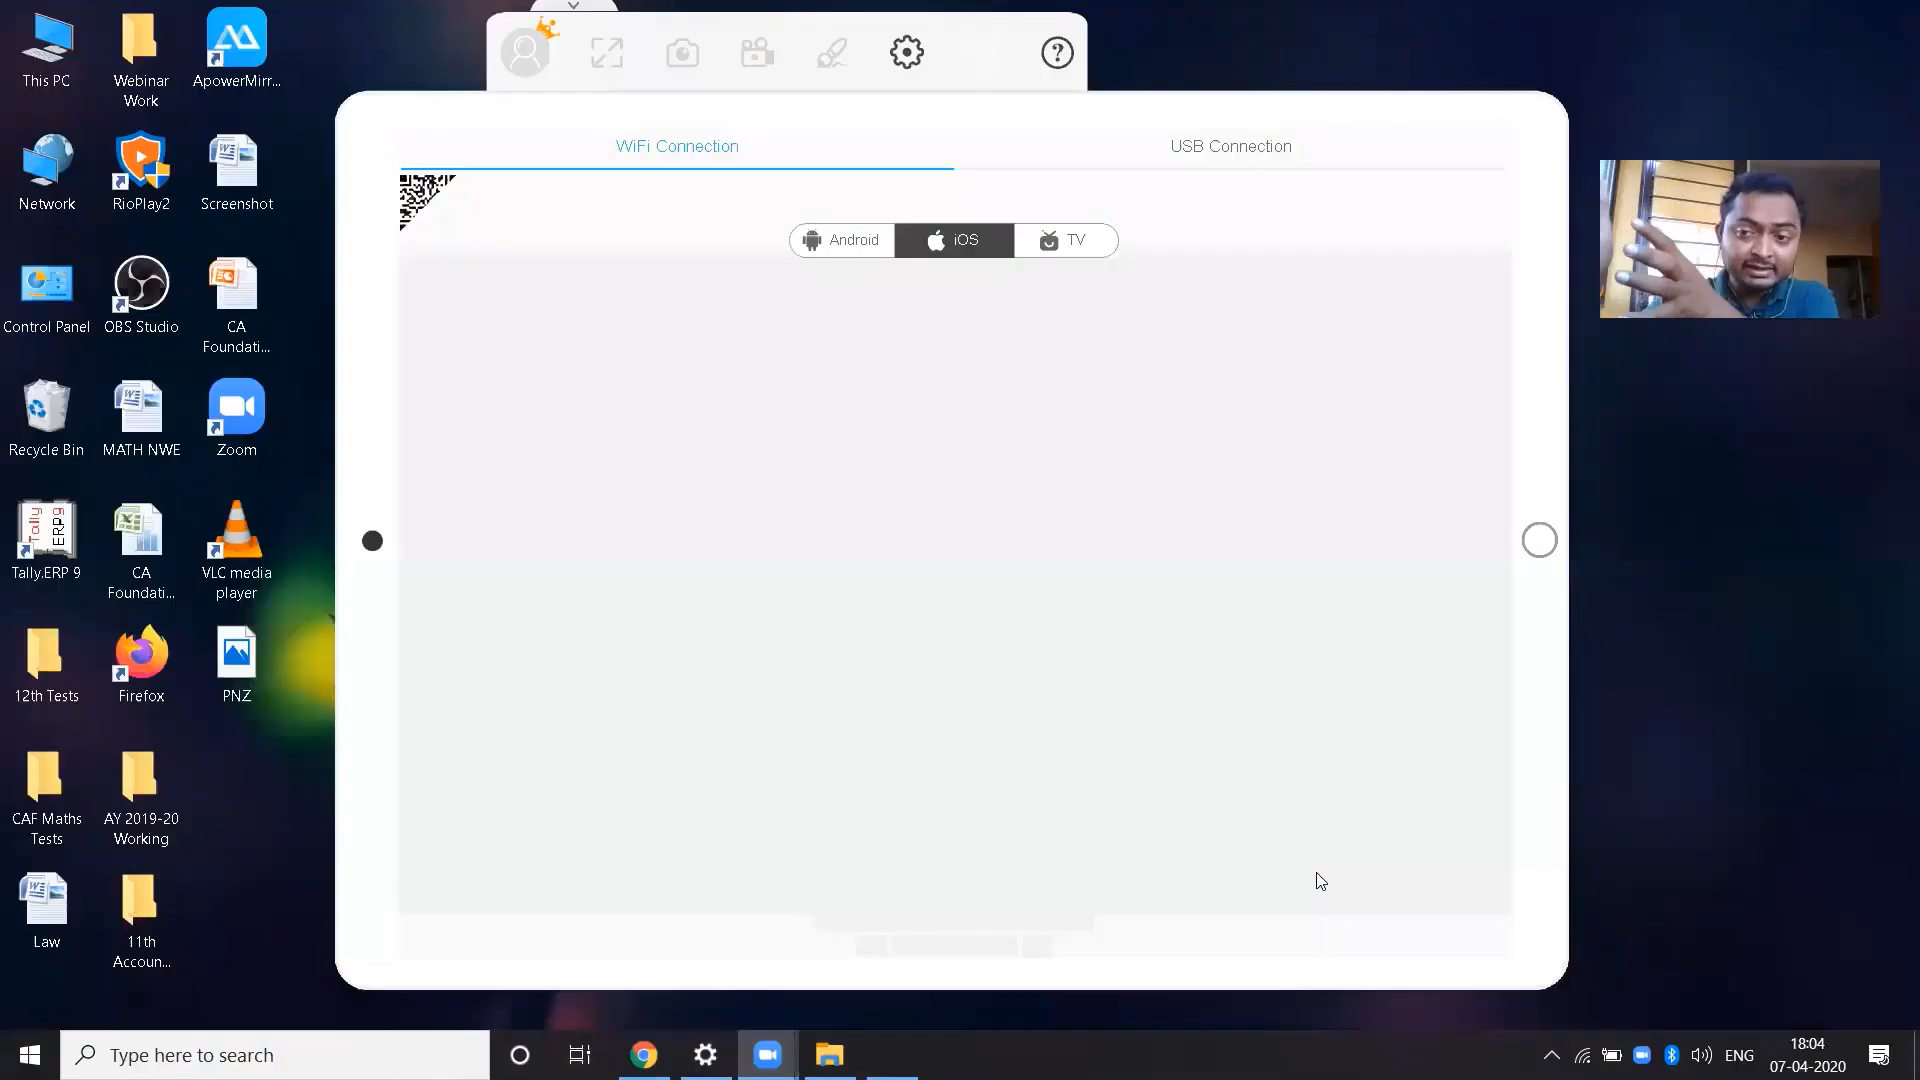 This PC
Webinar
Work
ApowerMirr...
Network
RioPlay2
Screenshot
Control Panel
OBS Studio
CA
Foundati...
Recycle Bin
MATH NWE
Zoom
Tally.ERP 9
CA
Foundati...
VLC media
player
12th Tests
Firefox
PNZ
CAF Maths
Tests
AY 2019-20
Working
Law
11th
Accoun...
Tally
ERP9
WiFi Connection
USB Connection
Android
iOS
TV
Type here to search
ENG
18:04
07-04-2020